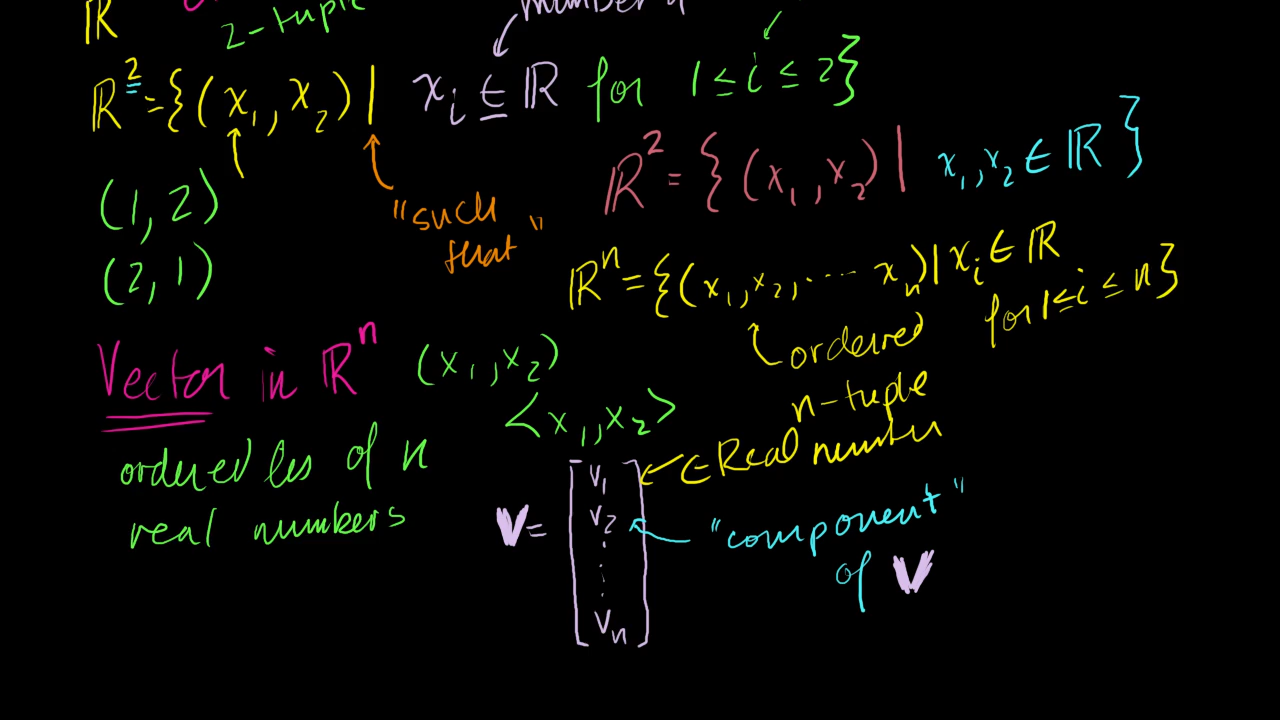 ℝ
2-tuple
number
ℝ² = {(x₁, x₂) | xᵢ ∈ ℝ for 1 ≤ i ≤ 2}
(1, 2)
(2, 1)
"such
that"
ℝ² = {(x₁, x₂) | x₁, x₂ ∈ ℝ}
ℝⁿ = {(x₁, x₂, ... xₙ) | xᵢ ∈ ℝ
for 1 ≤ i ≤ n}
ordered
n-tuple
Vector in ℝⁿ
ordered les of n
real numbers
(x₁, x₂)
<x₁, x₂>
V = [v₁
v₂
⋮
vₙ]
∈ Real number
"component"
of V